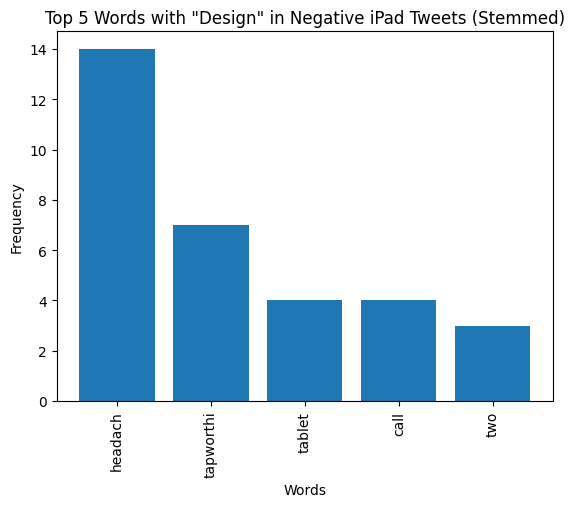 Top 5 Words with "Design" in Negative iPad Tweets (Stemmed)
14
12
10
8
6
4
2
0
Frequency
headach
tapworthi
tablet
call
two
Words